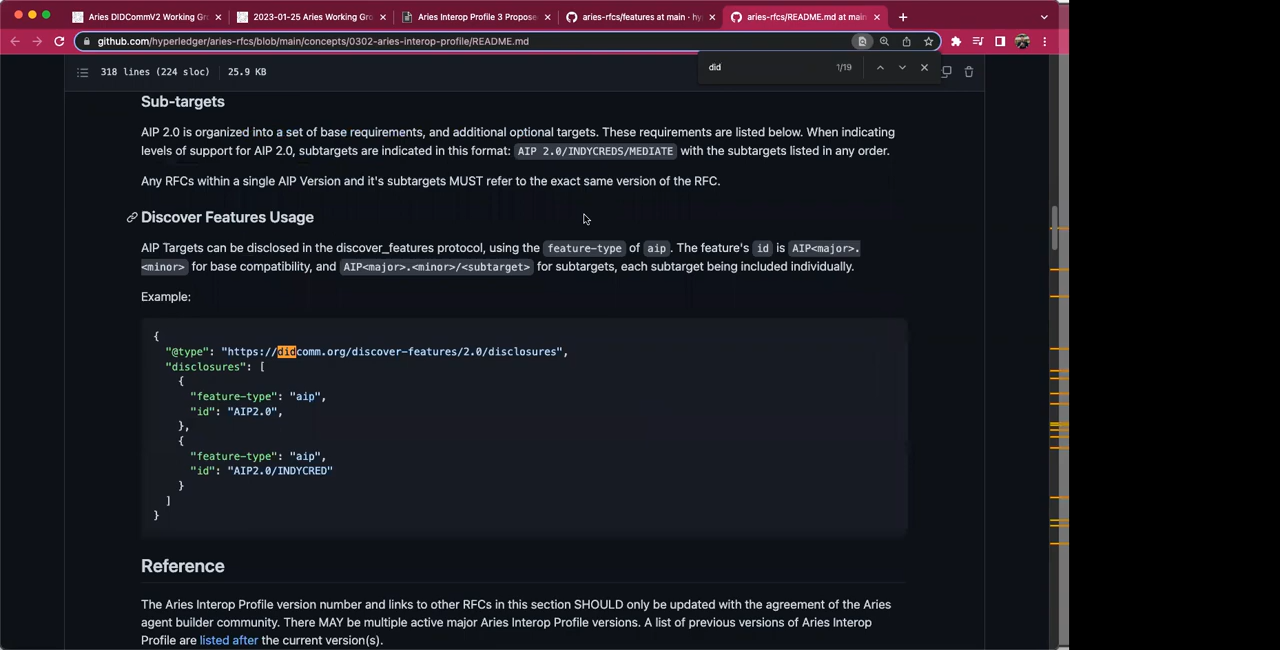 Aries DIDCommV2 Working Gro
2023-01-25 Aries Working Gro
Aries Interop Profile 3 Propose
aries-rfcs/features at main · hy
aries-rfcs/README.md at main
github.com/hyperledger/aries-rfcs/blob/main/concepts/0302-aries-interop-profile/README.md
did
1/19
318 lines (224 sloc)
25.9 KB
Sub-targets
AIP 2.0 is organized into a set of base requirements, and additional optional targets. These requirements are listed below. When indicating
levels of support for AIP 2.0, subtargets are indicated in this format: AIP 2.0/INDYCREDS/MEDIATE with the subtargets listed in any order.
Any RFCs within a single AIP Version and it's subtargets MUST refer to the exact same version of the RFC.
Discover Features Usage
AIP Targets can be disclosed in the discover_features protocol, using the feature-type of aip. The feature's id is AIP<major>.
<minor> for base compatibility, and AIP<major>.<minor>/<subtarget> for subtargets, each subtarget being included individually.
Example:
{
"@type": "https://didcomm.org/discover-features/2.0/disclosures",
"disclosures": [
{
"feature-type": "aip",
"id": "AIP2.0",
},
{
"feature-type": "aip",
"id": "AIP2.0/INDYCRED"
}
]
}
Reference
The Aries Interop Profile version number and links to other RFCs in this section SHOULD only be updated with the agreement of the Aries
agent builder community. There MAY be multiple active major Aries Interop Profile versions. A list of previous versions of Aries Interop
Profile are listed after the current version(s).